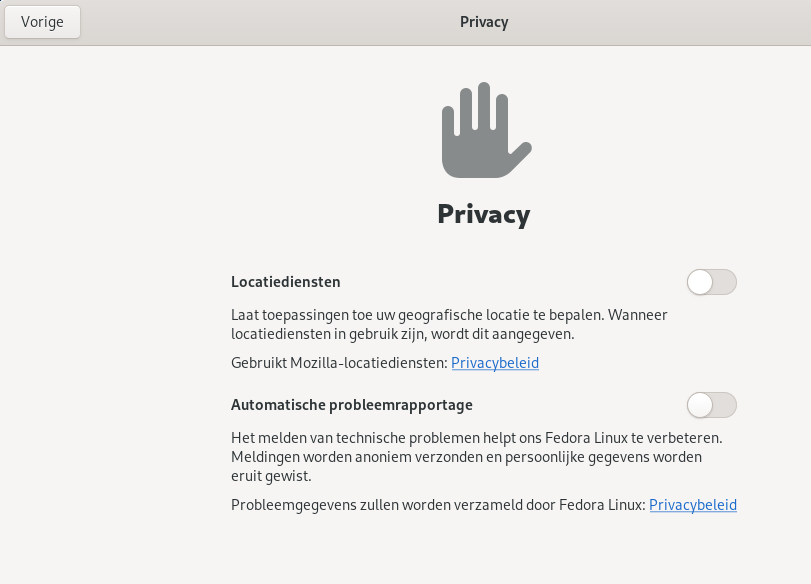 Vorige
Privacy
Privacy
Locatiediensten
Laat toepassingen toe uw geografische locatie te bepalen. Wanneer
locatiediensten in gebruik zijn, wordt dit aangegeven.
Gebruikt Mozilla-locatiediensten: Privacybeleid
Automatische probleemrapportage
Het melden van technische problemen helpt ons Fedora Linux te verbeteren.
Meldingen worden anoniem verzonden en persoonlijke gegevens worden
eruit gewist.
Probleemgegevens zullen worden verzameld door Fedora Linux: Privacybeleid